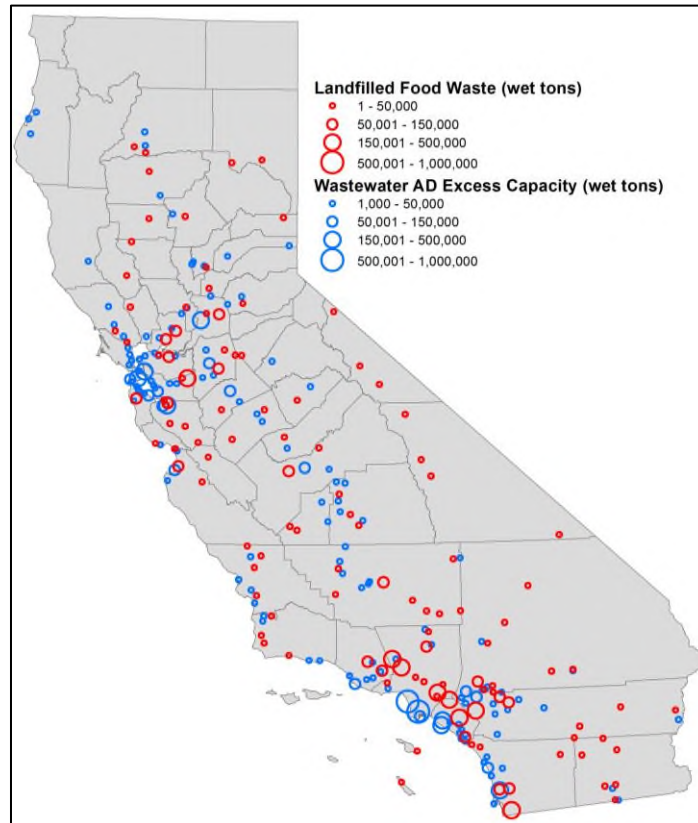 Landfilled Food Waste (wet tons)
1 - 50,000
50,001 - 150,000
150,001 - 500,000
500,001 - 1,000,000
Wastewater AD Excess Capacity (wet tons)
1,000 - 50,000
50,001 - 150,000
150,001 - 500,000
500,001 - 1,000,000